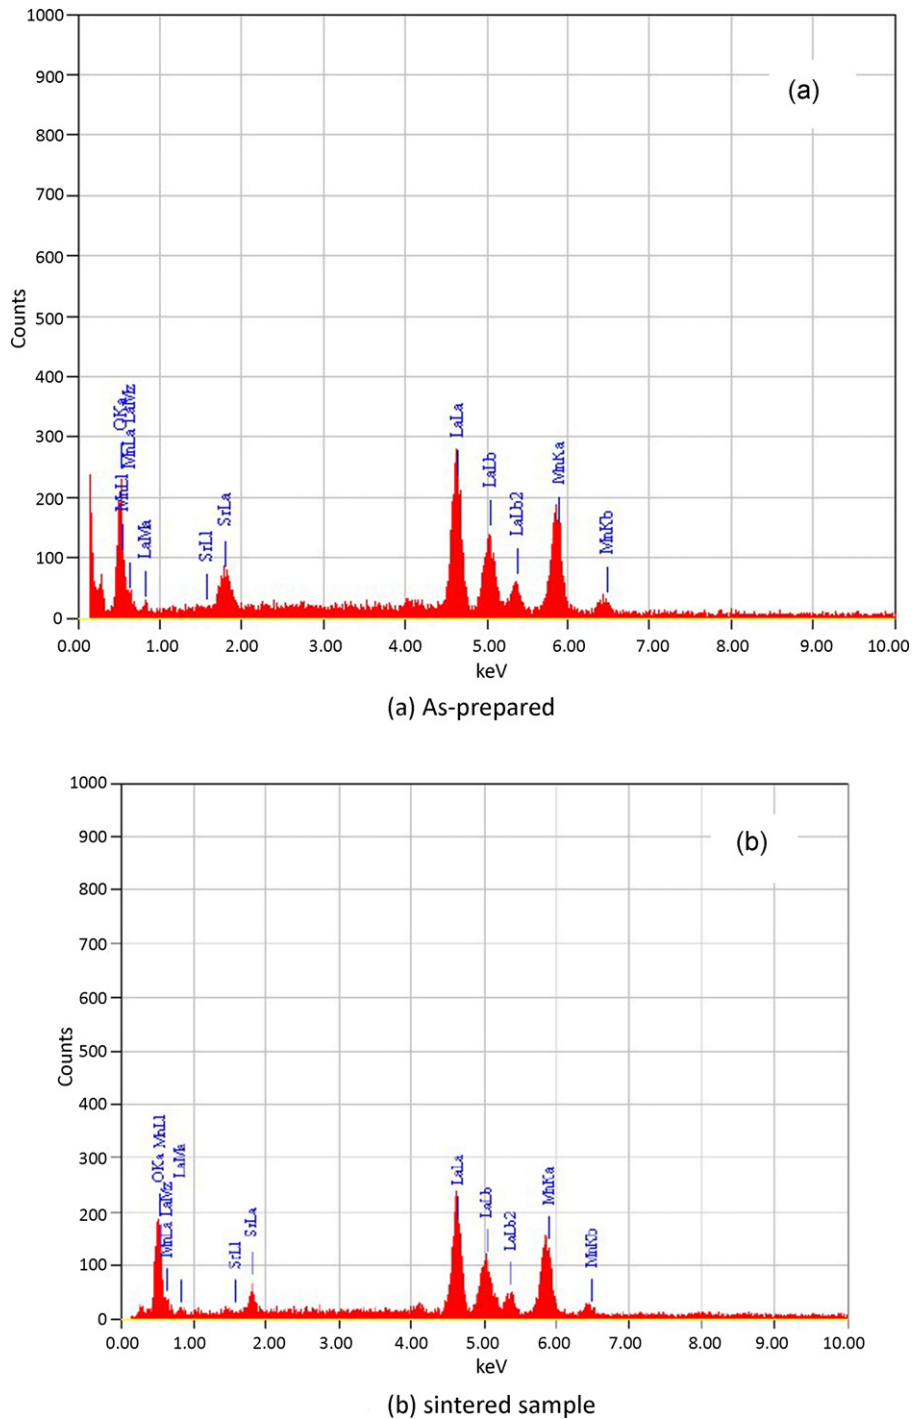 1000
(a)
900
800
700
600
500
400
300
200
100
0
Counts
OKa
MnLl
MnLa LaMz
LaMa
SrLl
SrLa
LaLa
LaLb
LaLb2
MnKa
MnKb
0.00 1.00 2.00 3.00 4.00 5.00 6.00 7.00 8.00 9.00 10.00
keV
(a) As-prepared
1000
(b)
900
800
700
600
500
400
300
200
100
0
Counts
OKa MnLl
MnLa LaMz
LaMa
SrLl
SrLa
LaLa
LaLb
LaLb2
MnKa
MnKb
0.00 1.00 2.00 3.00 4.00 5.00 6.00 7.00 8.00 9.00 10.00
keV
(b) sintered sample